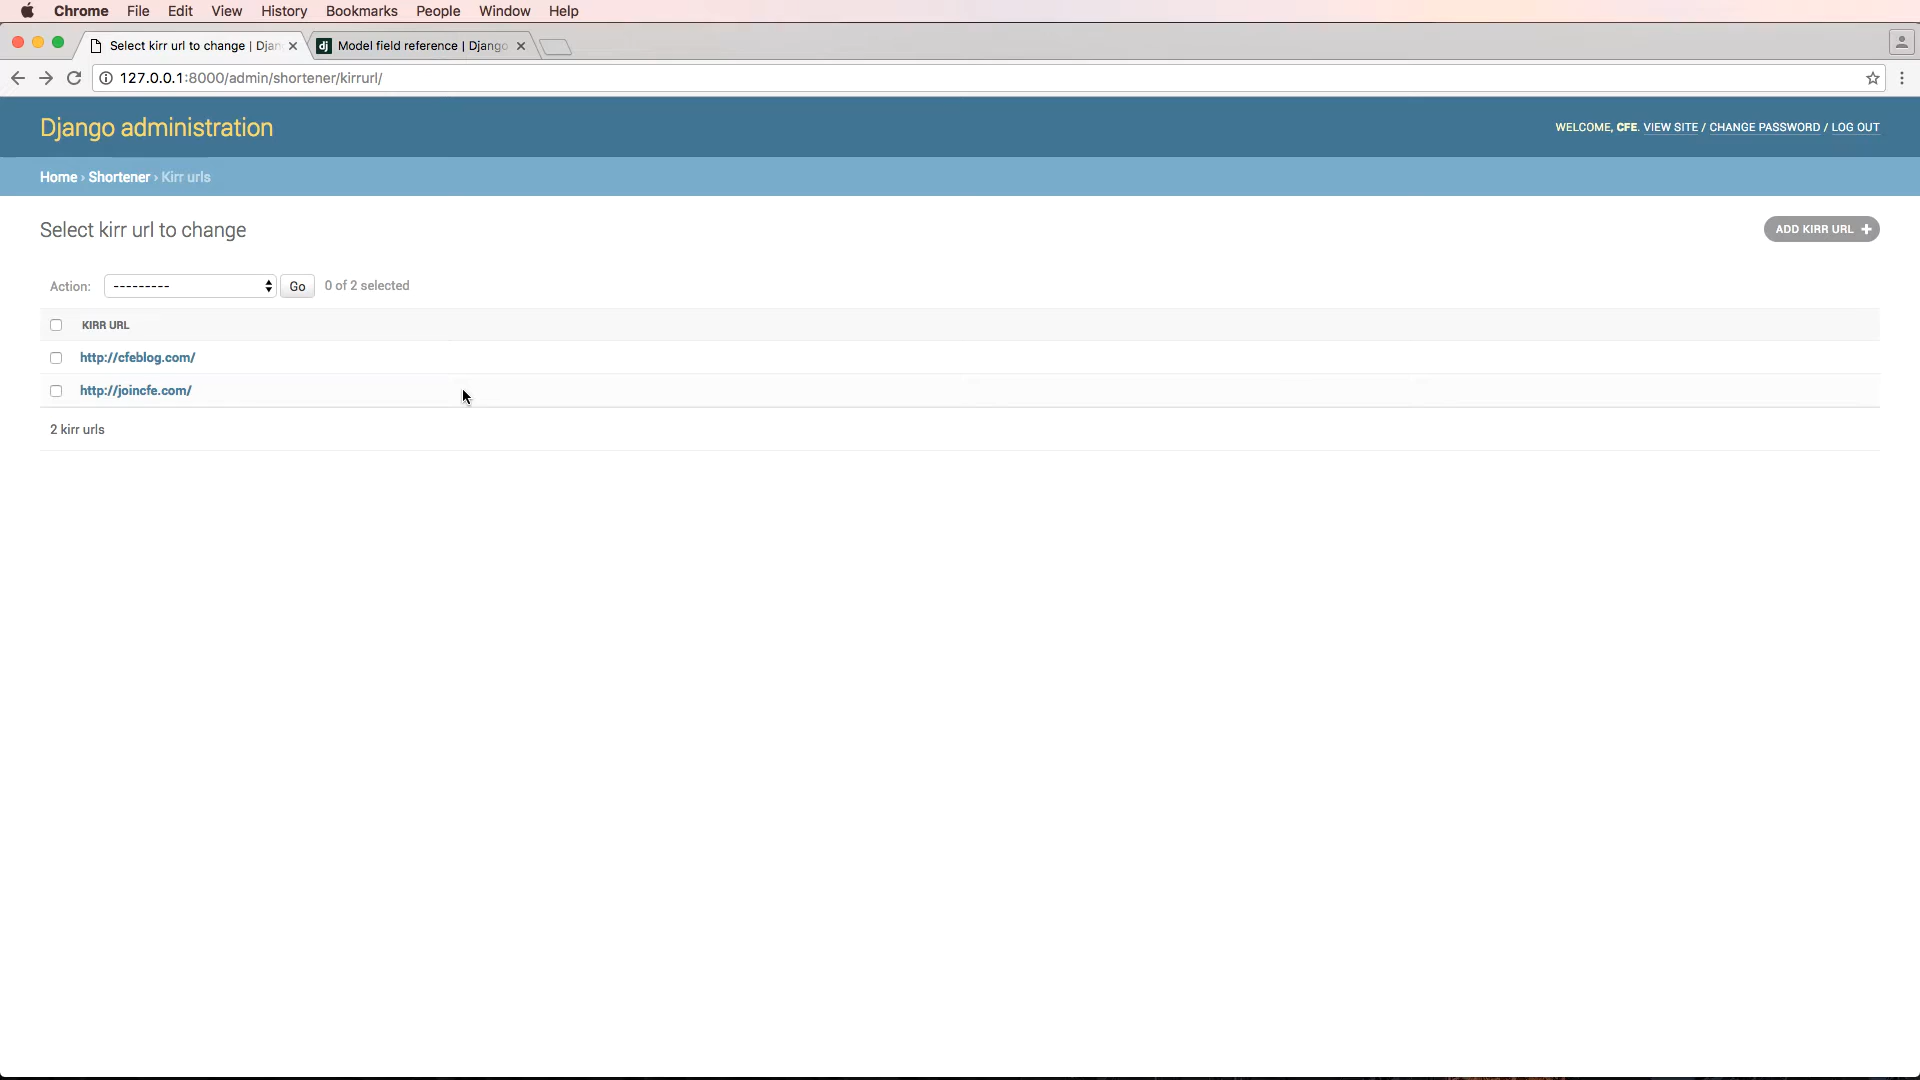 Chrome File Edit View History Bookmarks People Window Help
Select kirr url to change | Djan
Model field reference | Django
127.0.0.1:8000/admin/shortener/kirrurl/
Django administration
WELCOME, CFE. VIEW SITE / CHANGE PASSWORD / LOG OUT
Home › Shortener › Kirr urls
Select kirr url to change
ADD KIRR URL +
Action: --------- Go 0 of 2 selected
KIRR URL
http://cfeblog.com/
http://joincfe.com/
2 kirr urls